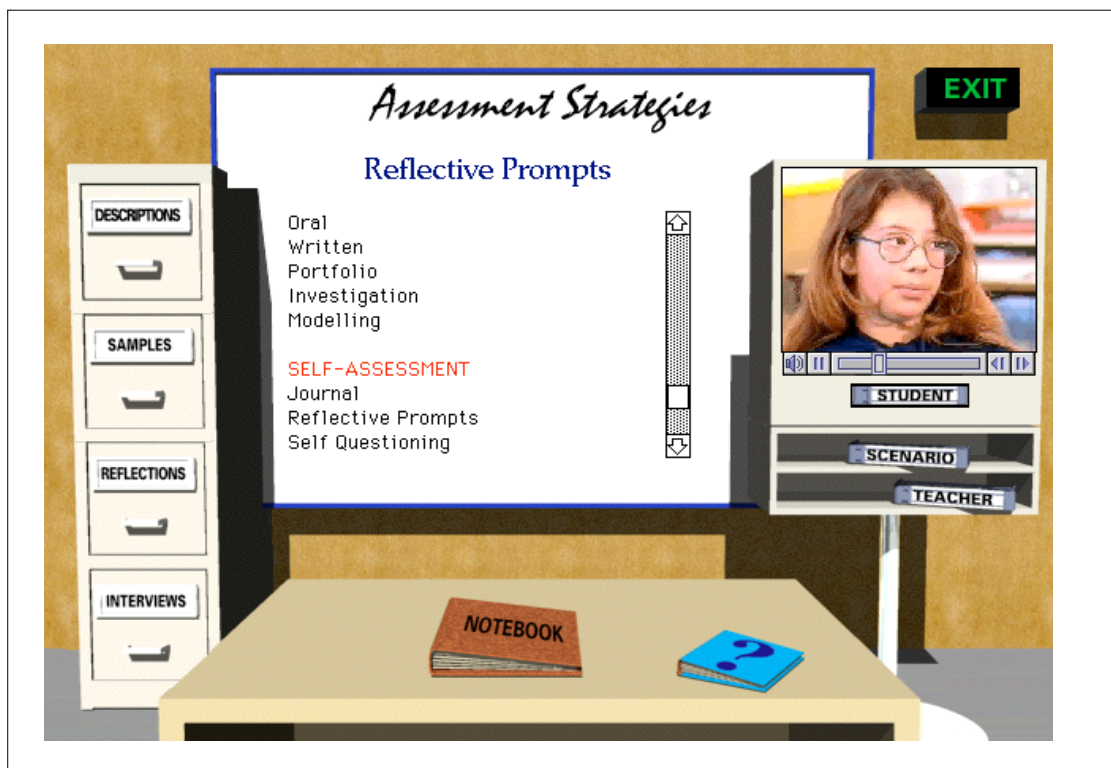 Assessment Strategies
EXIT
Reflective Prompts
DESCRIPTIONS
SAMPLES
REFLECTIONS
INTERVIEWS
Oral
Written
Portfolio
Investigation
Modelling
SELF-ASSESSMENT
Journal
Reflective Prompts
Self Questioning
STUDENT
SCENARIO
TEACHER
NOTEBOOK
?